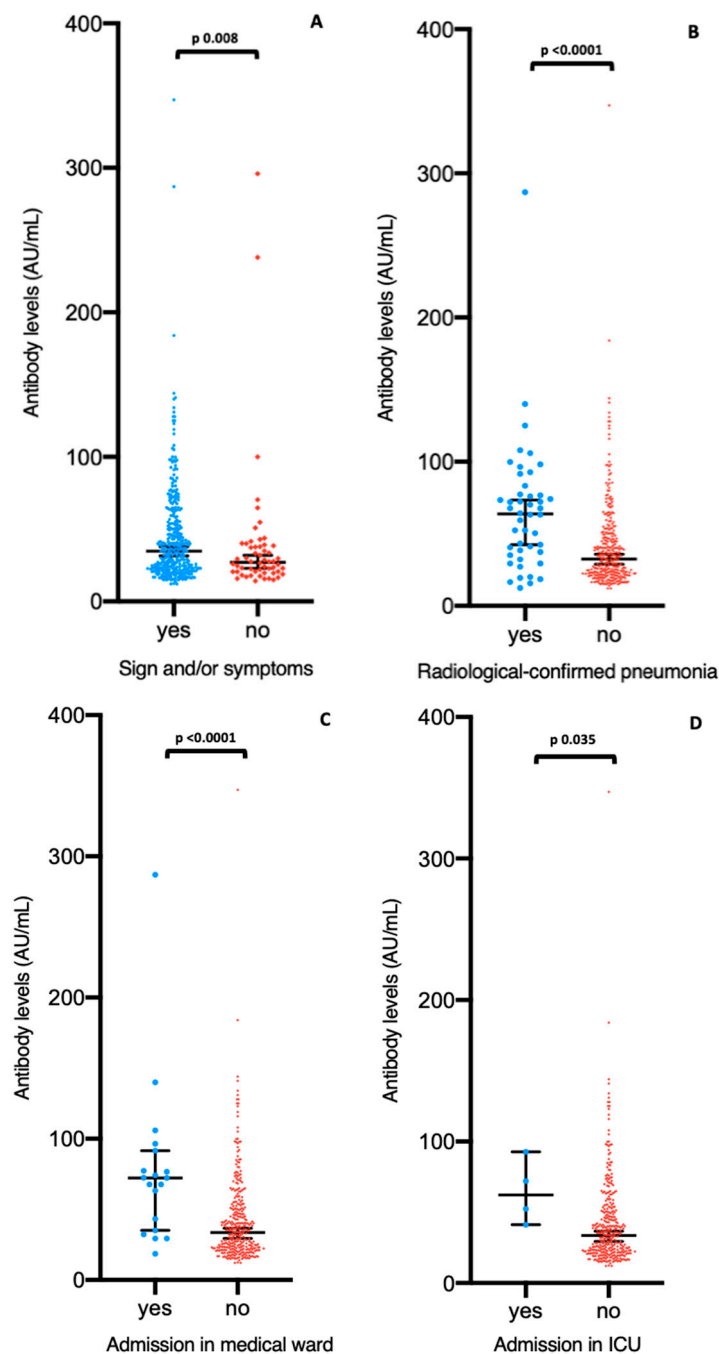 A
p 0.008
400
300
200
100
0
Antibody levels (AU/mL)
yes no
Sign and/or symptoms
B
p <0.0001
400
300
200
100
0
Antibody levels (AU/mL)
yes no
Radiological-confirmed pneumonia
C
p <0.0001
400
300
200
100
0
Antibody levels (AU/mL)
yes no
Admission in medical ward
D
p 0.035
400
300
200
100
0
Antibody levels (AU/mL)
yes no
Admission in ICU